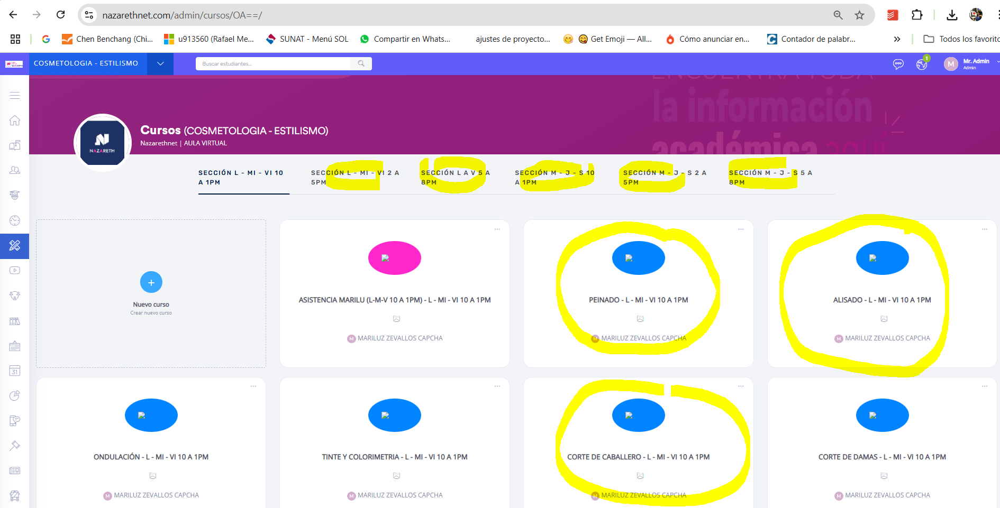 nazarethnet.com/admin/cursos/OA==/
Chen Benchang (Chi...
u913560 (Rafael Me...
SUNAT - Menú SOL
Compartir en Whats...
ajustes de proyecto...
Get Emoji — All...
Cómo anunciar en...
Contador de palabr...
»
Todos los favorito
COSMETOLOGIA - ESTILISMO
Buscar estudiantes...
1
M
Mr. Admin
Admin
ENCUENTRA TODA
la información
académica aquí
NAZARETH
Cursos (COSMETOLOGIA - ESTILISMO)
Nazarethnet | AULA VIRTUAL
SECCIÓN L - MI - VI 10
A 1PM
SECCIÓN L - MI - VI 2 A
5PM
SECCIÓN L A V 5 A
8PM
SECCIÓN M - J - S 10
A 1PM
SECCIÓN M - J - S 2 A
5PM
SECCIÓN M - J - S 5 A
8PM
+
Nuevo curso
Crear nuevo curso
ASISTENCIA MARILU (L-M-V 10 A 1PM) - L - MI - VI 10 A 1PM
M MARILUZ ZEVALLOS CAPCHA
PEINADO - L - MI - VI 10 A 1PM
M MARILUZ ZEVALLOS CAPCHA
ALISADO - L - MI - VI 10 A 1PM
M MARILUZ ZEVALLOS CAPCHA
31
ONDULACIÓN - L - MI - VI 10 A 1PM
M MARILUZ ZEVALLOS CAPCHA
TINTE Y COLORIMETRIA - L - MI - VI 10 A 1PM
M MARILUZ ZEVALLOS CAPCHA
CORTE DE CABALLERO - L - MI - VI 10 A 1PM
M MARILUZ ZEVALLOS CAPCHA
CORTE DE DAMAS - L - MI - VI 10 A 1PM
M MARILUZ ZEVALLOS CAPCHA